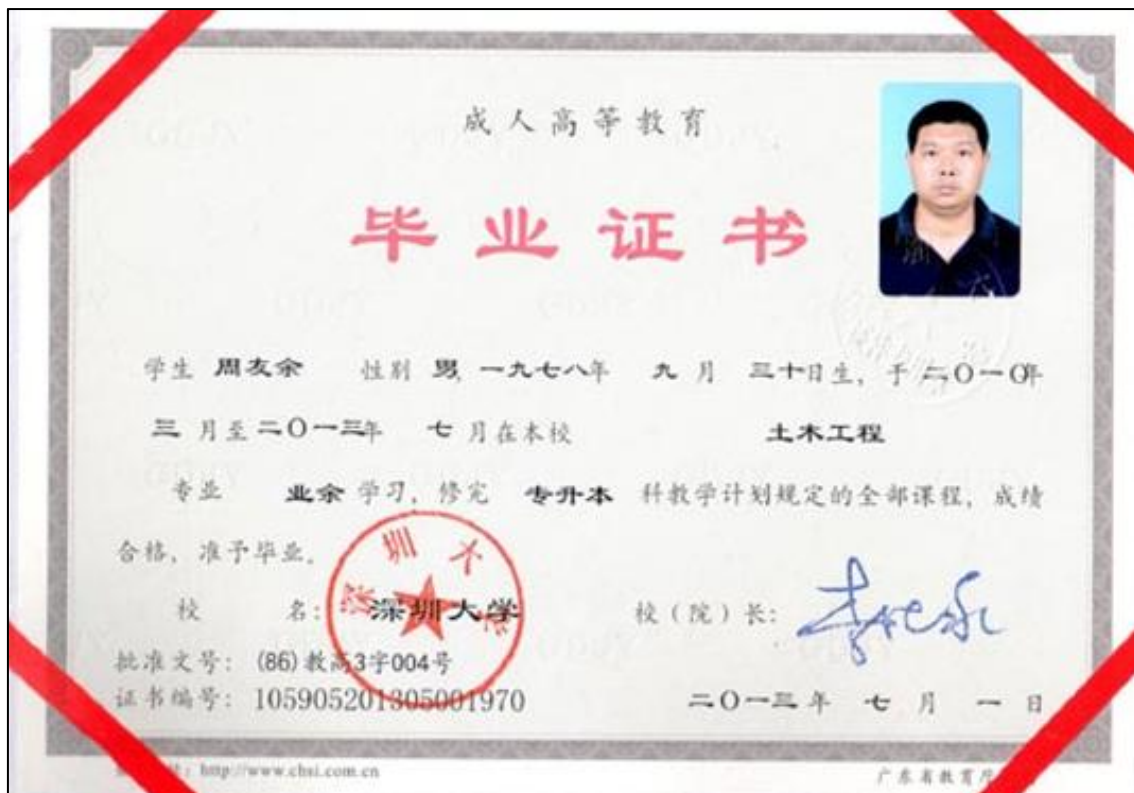 成人高等教育
毕业证书
学生 周友余 性别 男, 一九七八年 九 月 三十日生, 于 二〇一〇年
三 月至 二〇一三年 七 月在本校 土木工程
专业 业余 学习, 修完 专升本 科教学计划规定的全部课程, 成绩
合格, 准予毕业。
校 名: 深圳大学 校(院)长:
深圳大学
批准文号: (86)教高3字004号
证书编号: 105905201305001970 二〇一三年 七 月 一 日
http://www.chsi.com.cn 广东省教育厅